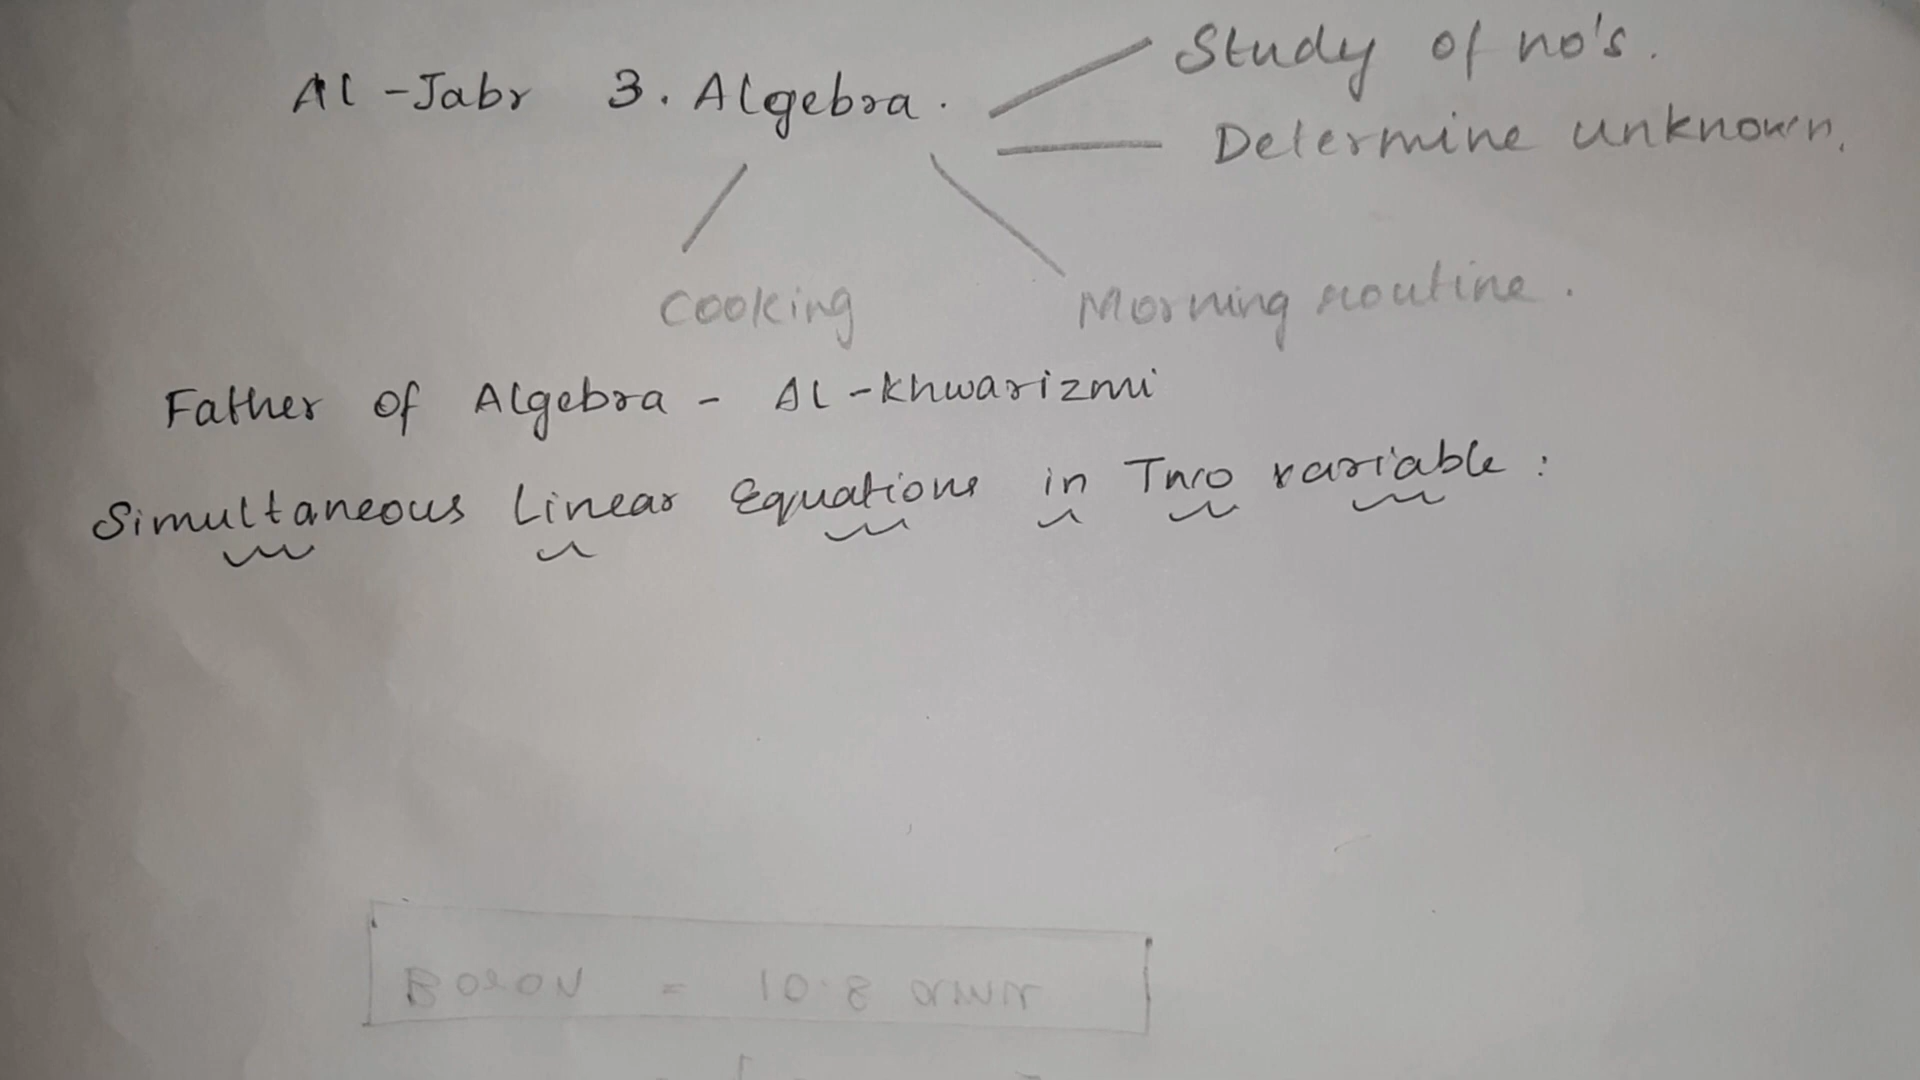 Study of no's.
Al-Jabr 3. Algebra.
Determine unknown.
Cooking
Morning routine.
Father of Algebra - Al-khwarizmi
Simultaneous Linear Equations in Two variable :
Boron = 10.8 amu